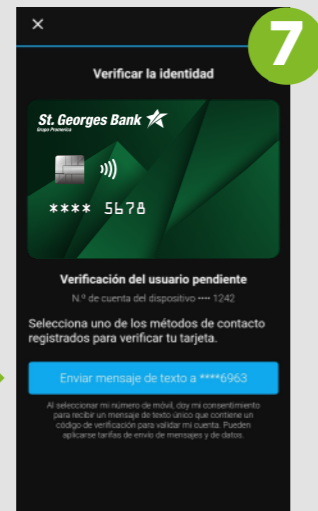 7
Verificar la identidad
St. Georges Bank
Grupo Promerica
**** 5678
Verificación del usuario pendiente
N.º de cuenta del dispositivo •••• 1242
Selecciona uno de los métodos de contacto
registrados para verificar tu tarjeta.
Enviar mensaje de texto a ****6963
Al seleccionar mi número de móvil, doy mi consentimiento
para recibir un mensaje de texto único que contiene un
código de verificación para validar mi cuenta. Pueden
aplicarse tarifas de envío de mensajes y de datos.